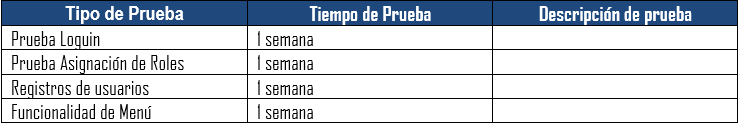 Tipo de Prueba Tiempo de Prueba Descripción de prueba
Prueba Loguin 1 semana
Prueba Asignación de Roles 1 semana
Registros de usuarios 1 semana
Funcionalidad de Menú 1 semana